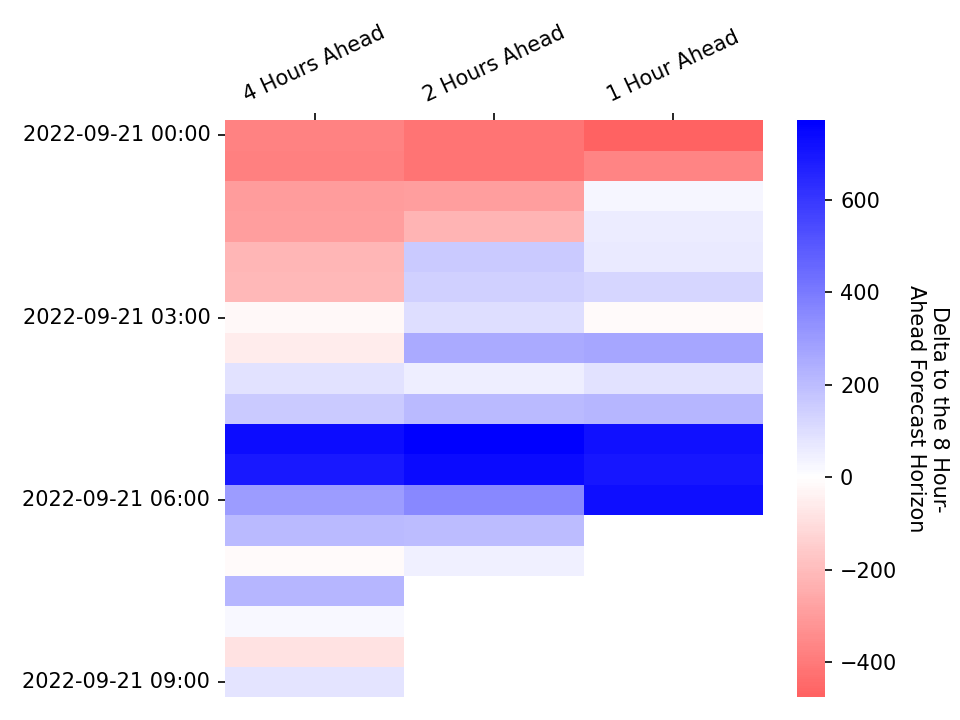 4 Hours Ahead
2 Hours Ahead
1 Hour Ahead
2022-09-21 00:00
2022-09-21 03:00
2022-09-21 06:00
2022-09-21 09:00
600
400
200
0
−200
−400
Delta to the 8 Hour-
Ahead Forecast Horizon